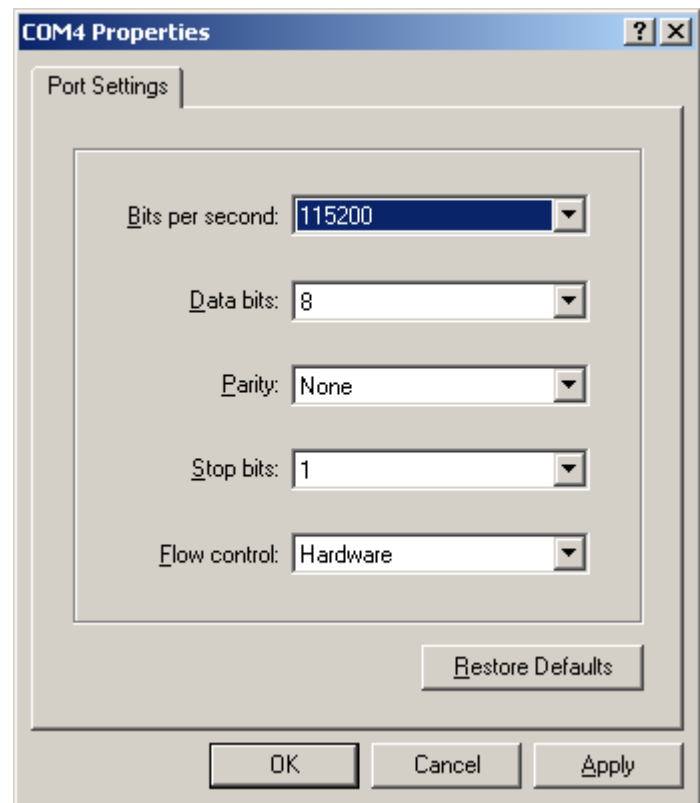 COM4 Properties
Port Settings
Bits per second: 115200
Data bits: 8
Parity: None
Stop bits: 1
Flow control: Hardware
Restore Defaults
OK Cancel Apply